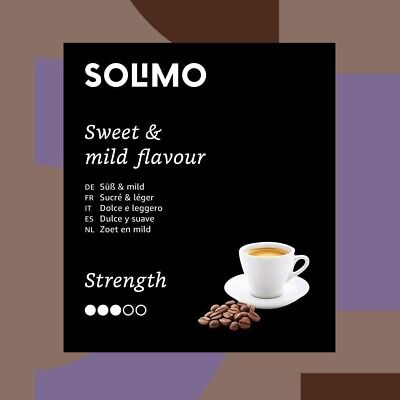 SOLIMO
Sweet &
mild flavour
DE Süß & mild
FR Sucré & léger
IT Dolce e leggero
ES Dulce y suave
NL Zoet en mild
Strength